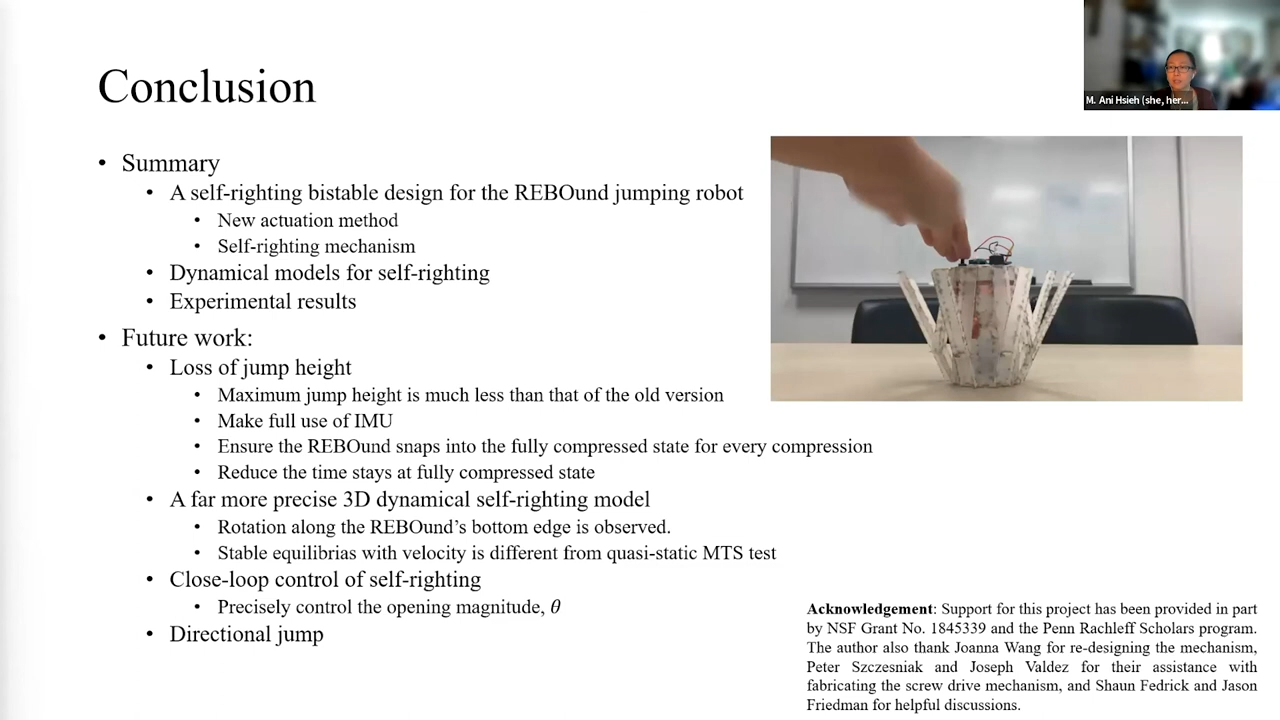 Conclusion
M. Ani Hsieh (she, her...
• Summary
• A self-righting bistable design for the REBOund jumping robot
• New actuation method
• Self-righting mechanism
• Dynamical models for self-righting
• Experimental results
• Future work:
• Loss of jump height
• Maximum jump height is much less than that of the old version
• Make full use of IMU
• Ensure the REBOund snaps into the fully compressed state for every compression
• Reduce the time stays at fully compressed state
• A far more precise 3D dynamical self-righting model
• Rotation along the REBOund’s bottom edge is observed.
• Stable equilibrias with velocity is different from quasi-static MTS test
• Close-loop control of self-righting
• Precisely control the opening magnitude, θ
• Directional jump
Acknowledgement: Support for this project has been provided in part
by NSF Grant No. 1845339 and the Penn Rachleff Scholars program.
The author also thank Joanna Wang for re-designing the mechanism,
Peter Szczesniak and Joseph Valdez for their assistance with
fabricating the screw drive mechanism, and Shaun Fedrick and Jason
Friedman for helpful discussions.